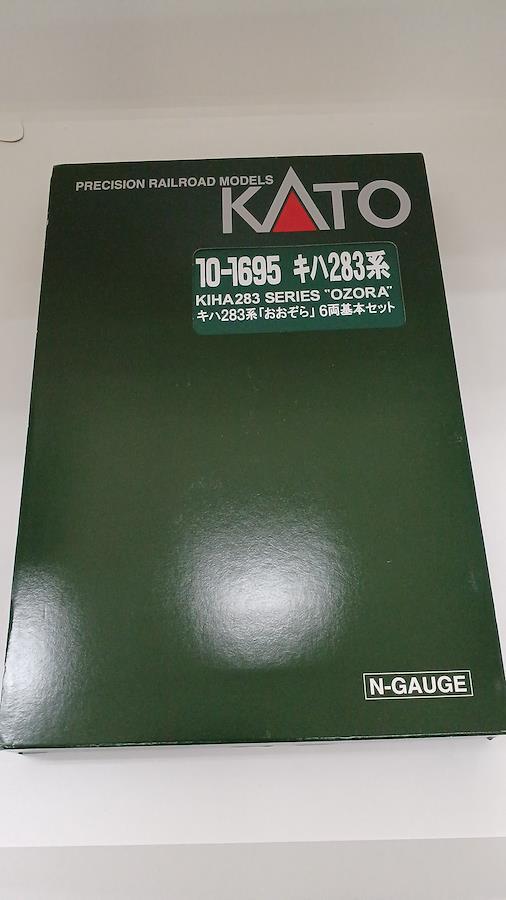 PRECISION RAILROAD MODELS
KATO
10-1695 キハ283系
KIHA283 SERIES "OZORA"
キハ283系「おおぞら」6両基本セット
N-GAUGE